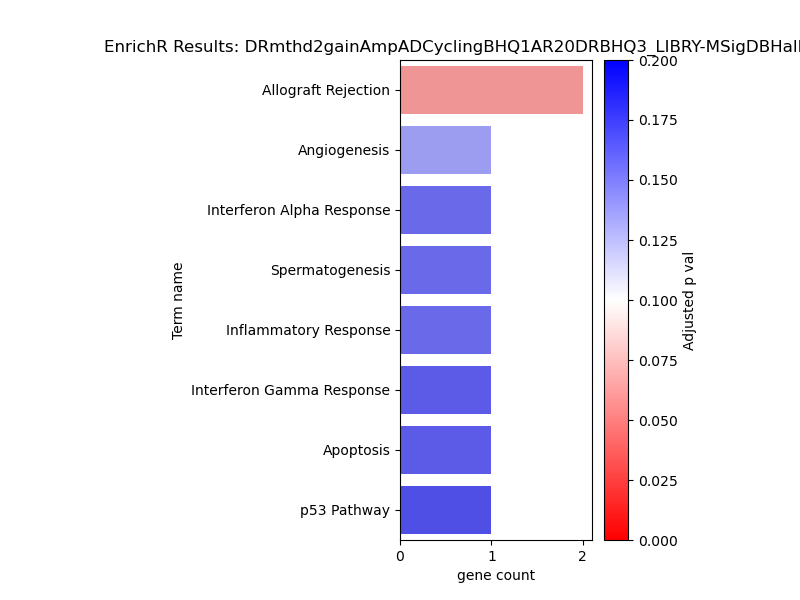 EnrichR Results: DRmthd2gainAmpADCyclingBHQ1AR20DRBHQ3_LIBRY-MSigDBHall
Allograft Rejection
Angiogenesis
Interferon Alpha Response
Spermatogenesis
Inflammatory Response
Interferon Gamma Response
Apoptosis
p53 Pathway
Term name
0
1
2
gene count
0.200
0.175
0.150
0.125
0.100
0.075
0.050
0.025
0.000
Adjusted p val